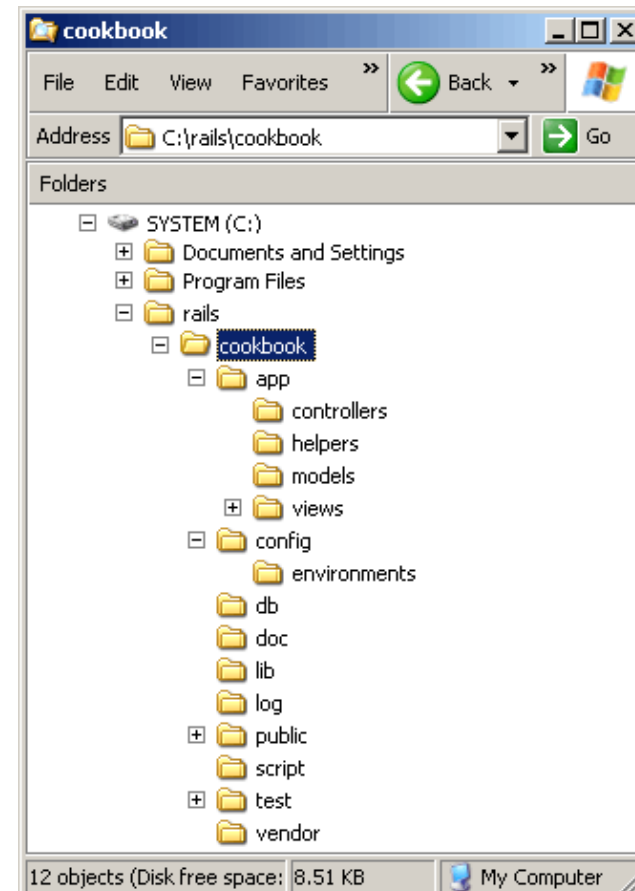 cookbook
File Edit View Favorites » Back »
Address C:\rails\cookbook Go
Folders
SYSTEM (C:)
Documents and Settings
Program Files
rails
cookbook
app
controllers
helpers
models
views
config
environments
db
doc
lib
log
public
script
test
vendor
12 objects (Disk free space: 8.51 KB My Computer